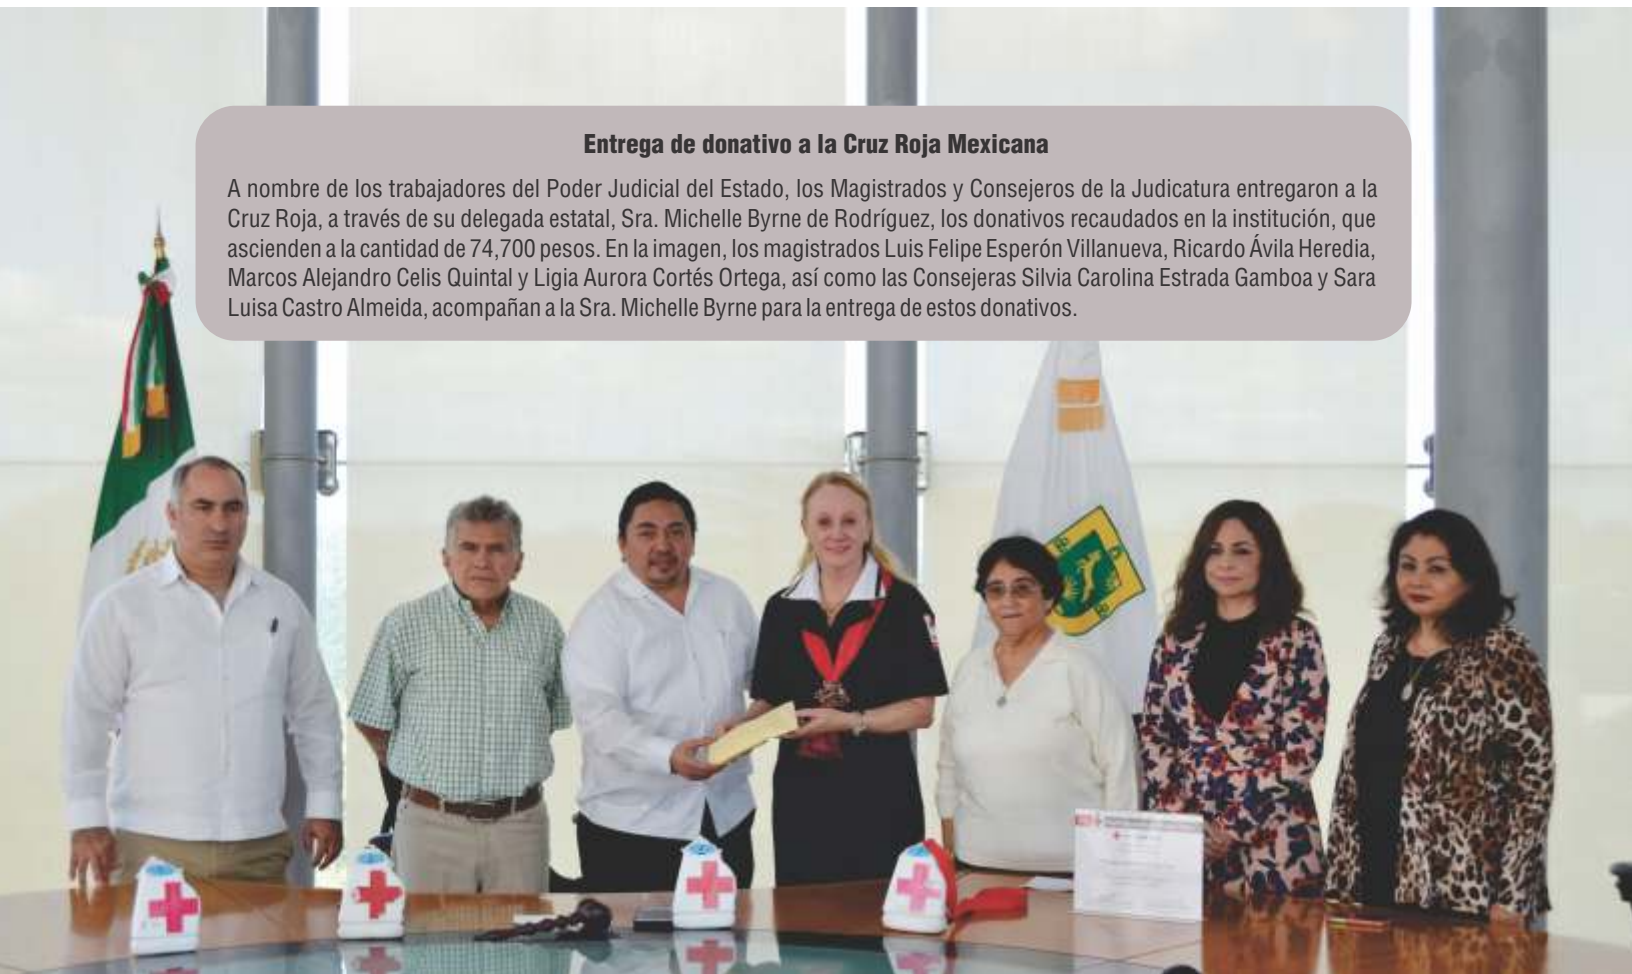 Entrega de donativo a la Cruz Roja Mexicana
A nombre de los trabajadores del Poder Judicial del Estado, los Magistrados y Consejeros de la Judicatura entregaron a la
Cruz Roja, a través de su delegada estatal, Sra. Michelle Byrne de Rodríguez, los donativos recaudados en la institución, que
ascienden a la cantidad de 74,700 pesos. En la imagen, los magistrados Luis Felipe Esperón Villanueva, Ricardo Ávila Heredia,
Marcos Alejandro Celis Quintal y Ligia Aurora Cortés Ortega, así como las Consejeras Silvia Carolina Estrada Gamboa y Sara
Luisa Castro Almeida, acompañan a la Sra. Michelle Byrne para la entrega de estos donativos.